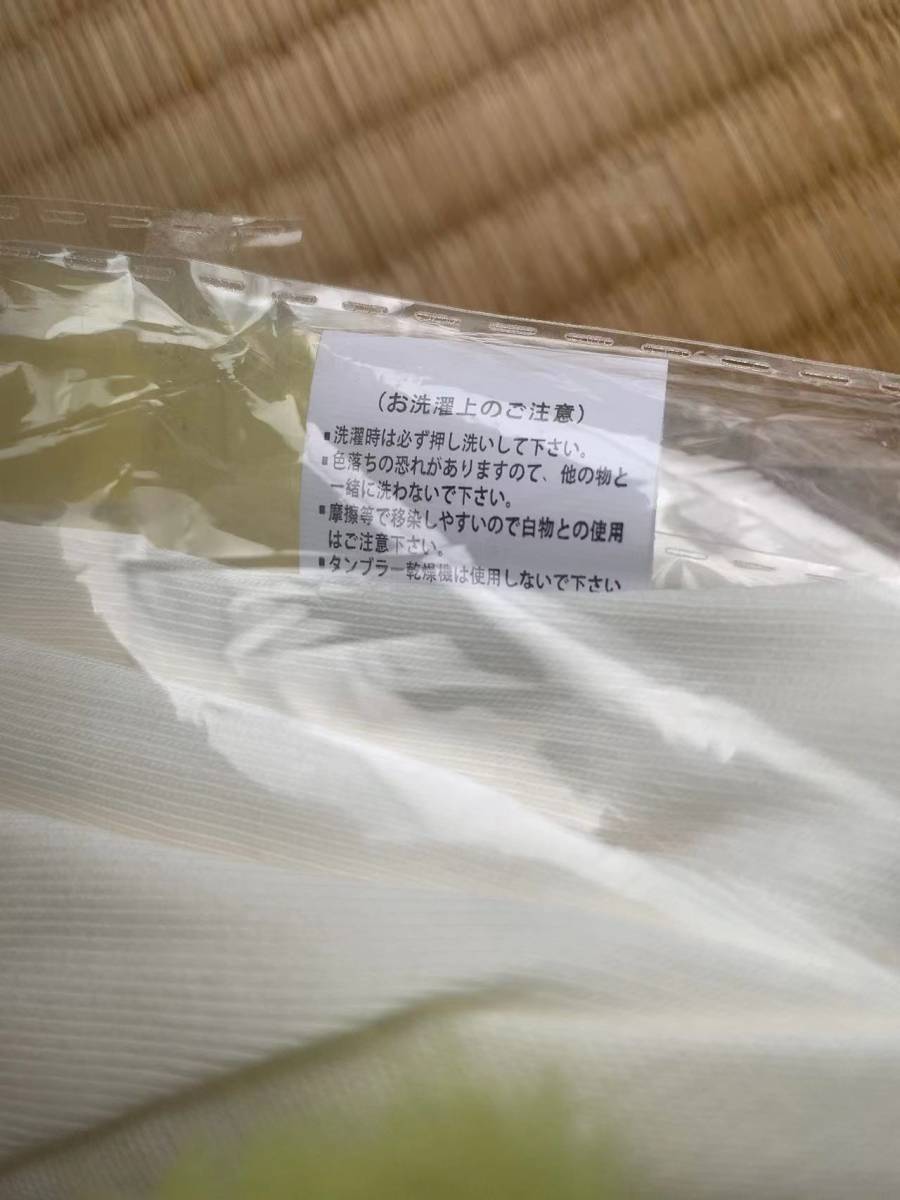 (お洗濯上のご注意)
■洗濯時は必ず押し洗いして下さい。
■色落ちの恐れがありますので、他の物と
一緒に洗わないで下さい。
■摩擦等で移染しやすいので白物との使用
はご注意下さい。
■タンブラー乾燥機は使用しないで下さい